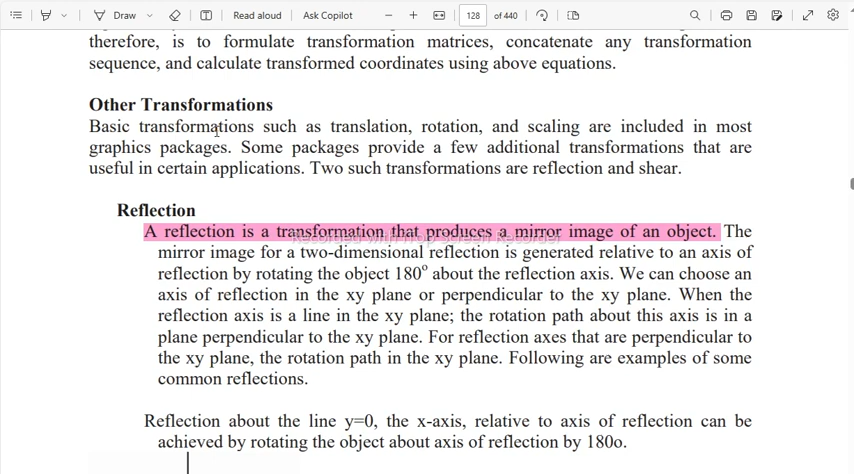 Draw
Read aloud
Ask Copilot
128
of 440
therefore, is to formulate transformation matrices, concatenate any transformation
sequence, and calculate transformed coordinates using above equations.
Other Transformations
Basic transformations such as translation, rotation, and scaling are included in most
graphics packages. Some packages provide a few additional transformations that are
useful in certain applications. Two such transformations are reflection and shear.
Reflection
A reflection is a transformation that produces a mirror image of an object. The
Recorded with iTop Screen Recorder
mirror image for a two-dimensional reflection is generated relative to an axis of
reflection by rotating the object 180° about the reflection axis. We can choose an
axis of reflection in the xy plane or perpendicular to the xy plane. When the
reflection axis is a line in the xy plane; the rotation path about this axis is in a
plane perpendicular to the xy plane. For reflection axes that are perpendicular to
the xy plane, the rotation path in the xy plane. Following are examples of some
common reflections.
Reflection about the line y=0, the x-axis, relative to axis of reflection can be
achieved by rotating the object about axis of reflection by 180o.